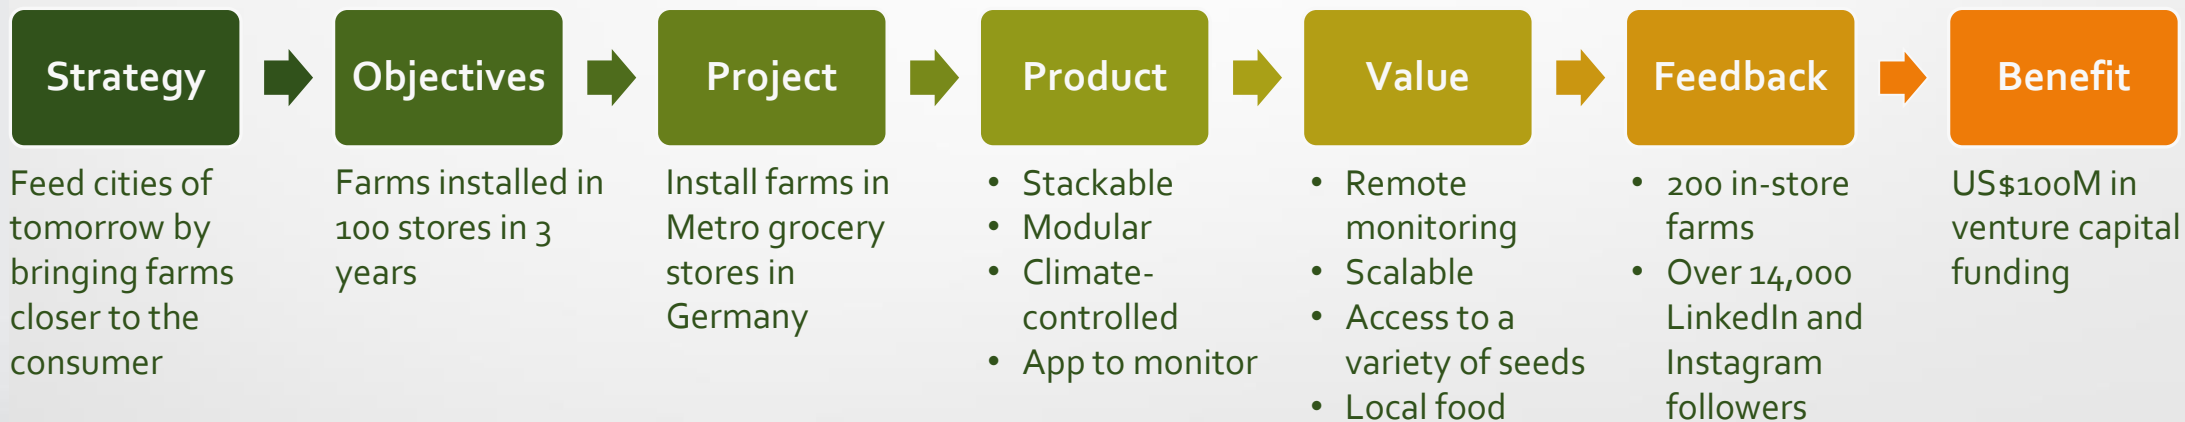 Strategy
Feed cities of
tomorrow by
bringing farms
closer to the
consumer
Objectives
Farms installed in
100 stores in 3
years
Project
Install farms in
Metro grocery
stores in
Germany
Product
• Stackable
• Modular
• Climate-
controlled
• App to monitor
Value
• Remote
monitoring
• Scalable
• Access to a
variety of seeds
• Local food
Feedback
• 200 in-store
farms
• Over 14,000
LinkedIn and
Instagram
followers
Benefit
US$100M in
venture capital
funding